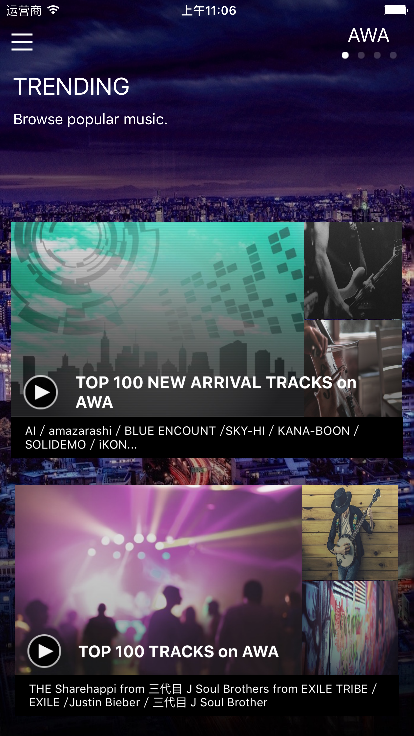 运营商 上午11:06
AWA
TRENDING
Browse popular music.
TOP 100 NEW ARRIVAL TRACKS on
AWA
AI / amazarashi / BLUE ENCOUNT /SKY-HI / KANA-BOON /
SOLIDEMO / iKON...
TOP 100 TRACKS on AWA
THE Sharehappi from 三代目 J Soul Brothers from EXILE TRIBE /
EXILE /Justin Bieber / 三代目 J Soul Brother